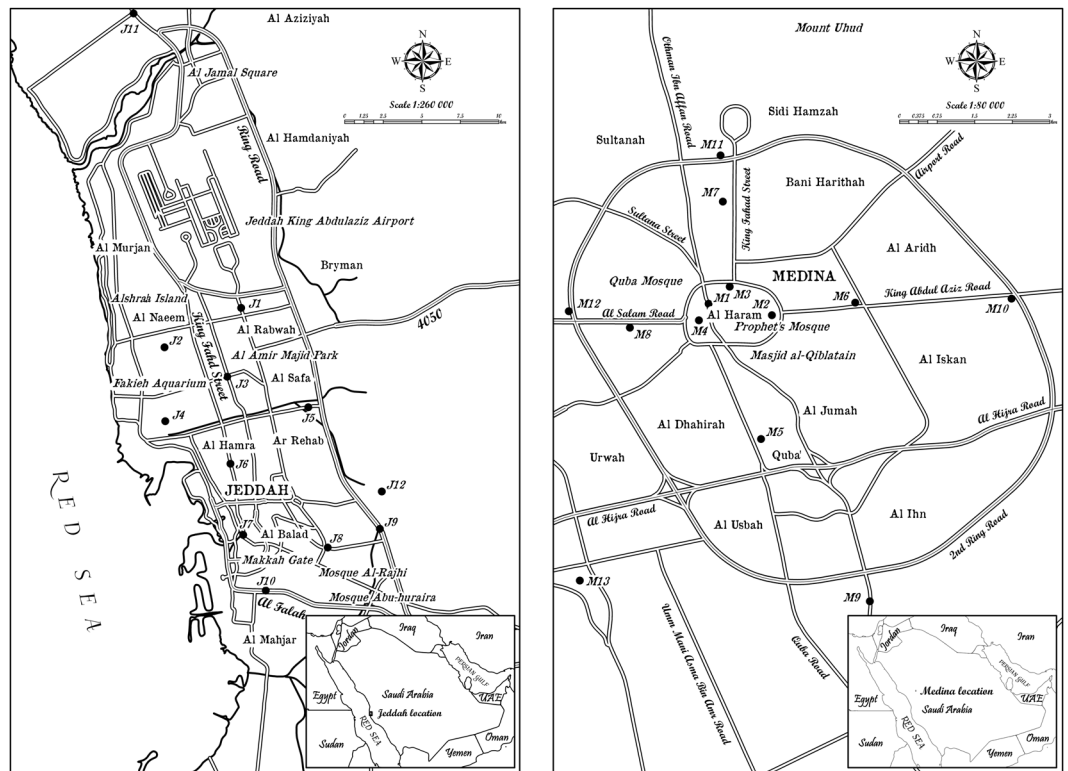 J11
Al Aziziyah
N
W
E
S
Al Jamal Square
Scale 1:260 000
0 1.25 2.5 5 7.5 10
km
Ring Road
Al Hamdaniyah
Jeddah King Abdulaziz Airport
Al Murjan
Bryman
Alshrah Island
J1
4050
Al Naeem
King Fahd Street
Al Rabwah
J2
Al Amir Majid Park
Fakieh Aquarium
J3
Al Safa
J4
J5
Al Hamra
Ar Rehab
J6
RED SEA
JEDDAH
J12
J7
Al Balad
J8
J9
Makkah Gate
Mosque Al-Rajhi
J10
Mosque Abu-huraira
Al Falah
Al Mahjar
Jordan
Iraq
Iran
PERSIAN GULF
Egypt
Saudi Arabia
UAE
Jeddah location
RED SEA
Sudan
Oman
Yemen
Mount Uhud
Othman Ibn Affan Road
N
W
E
S
Scale 1:80 000
0 0.375 0.75 1.5 2.25 3
km
Sidi Hamzah
Sultanah
M11
Airport Road
Bani Harithah
M7
King Fahad Street
Sultana Street
Al Aridh
Quba Mosque
MEDINA
M3
King Abdul Aziz Road
M12
M1
M2
M6
M10
Al Salam Road
Al Haram
M4
Prophet's Mosque
M8
Masjid al-Qiblatain
Al Iskan
Al Jumah
Al Hijra Road
Al Dhahirah
M5
Urwah
Quba'
Al Hijra Road
Al Usbah
Al Ihn
2nd Ring Road
M13
M9
Umm Mani Asma Bin Amr Road
Quba Road
Jordan
Iraq
Iran
PERSIAN GULF
Egypt
Medina location
UAE
Saudi Arabia
RED SEA
Sudan
Oman
Yemen